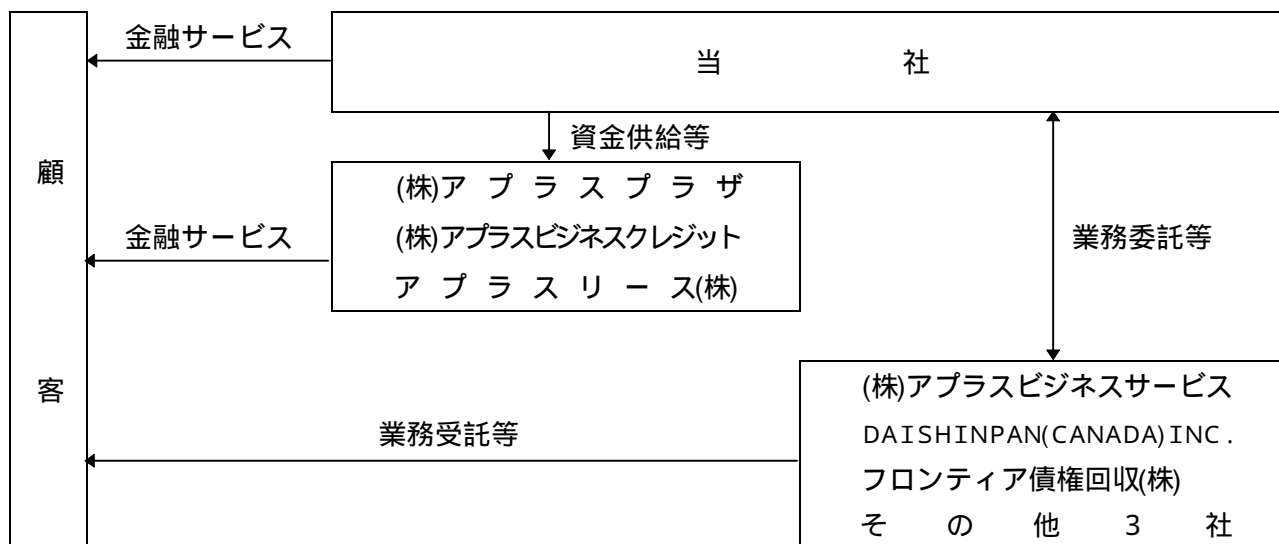 金融サービス
当社
資金供給等
顧客
(株)アプラスプラザ
(株)アプラスビジネスクレジット
アプラスリース(株)
金融サービス
業務委託等
(株)アプラスビジネスサービス
DAISHINPAN(CANADA)INC.
フロンティア債権回収(株)
その他3社
業務受託等